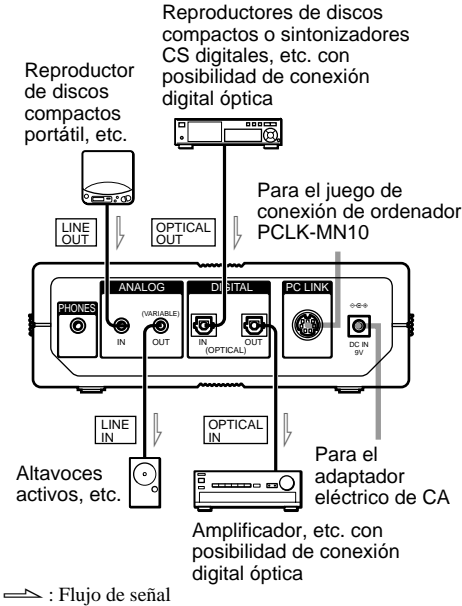 Reproductores de discos
compactos o sintonizadores
CS digitales, etc. con
posibilidad de conexión
digital óptica
Reproductor
de discos
compactos
portátil, etc.
Para el juego de
conexión de ordenador
PCLK-MN10
LINE
OUT
OPTICAL
OUT
ANALOG
DIGITAL
PC LINK
PHONES
(VARIABLE)
IN
OUT
IN
OUT
(OPTICAL)
DC IN
9V
LINE
IN
OPTICAL
IN
Altavoces
activos, etc.
Para el
adaptador
eléctrico de CA
Amplificador, etc. con
posibilidad de conexión
digital óptica
: Flujo de señal